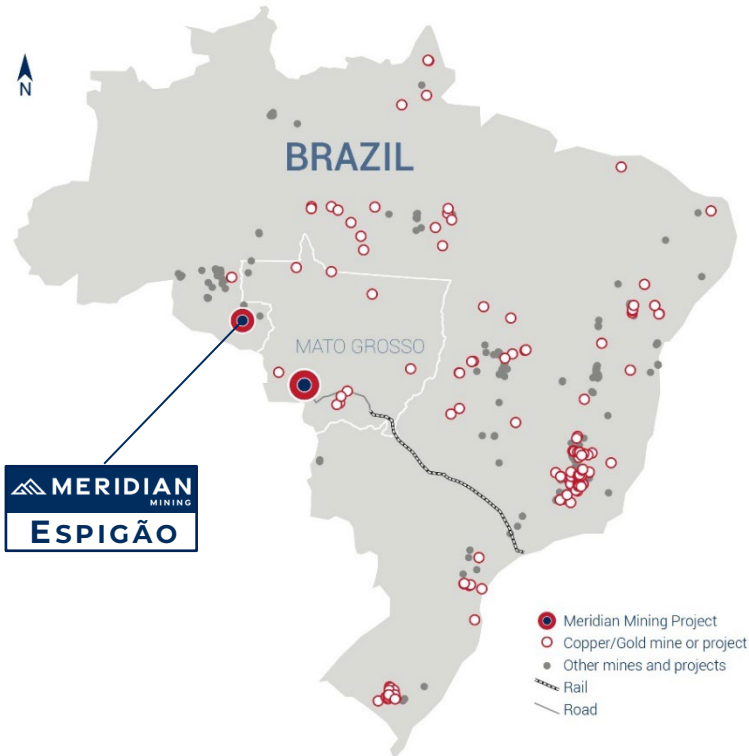 N
BRAZIL
MATO GROSSO
MERIDIAN
MINING
ESPIGÃO
Meridian Mining Project
Copper/Gold mine or project
Other mines and projects
Rail
Road